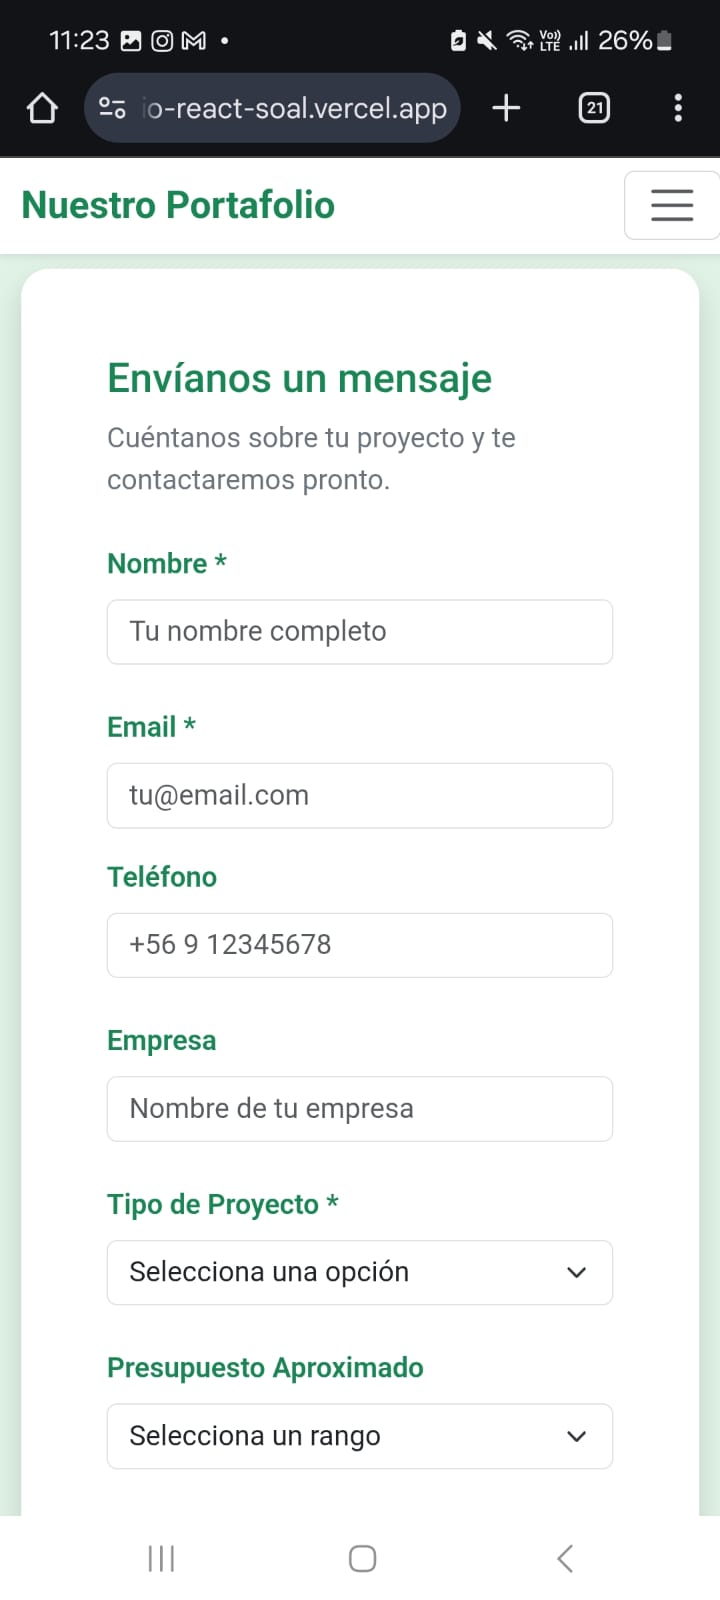 11:23
Vo))
LTE
26%
io-react-soal.vercel.app
21
Nuestro Portafolio
Envíanos un mensaje
Cuéntanos sobre tu proyecto y te
contactaremos pronto.
Nombre *
Tu nombre completo
Email *
tu@email.com
Teléfono
+56 9 12345678
Empresa
Nombre de tu empresa
Tipo de Proyecto *
Selecciona una opción
Presupuesto Aproximado
Selecciona un rango